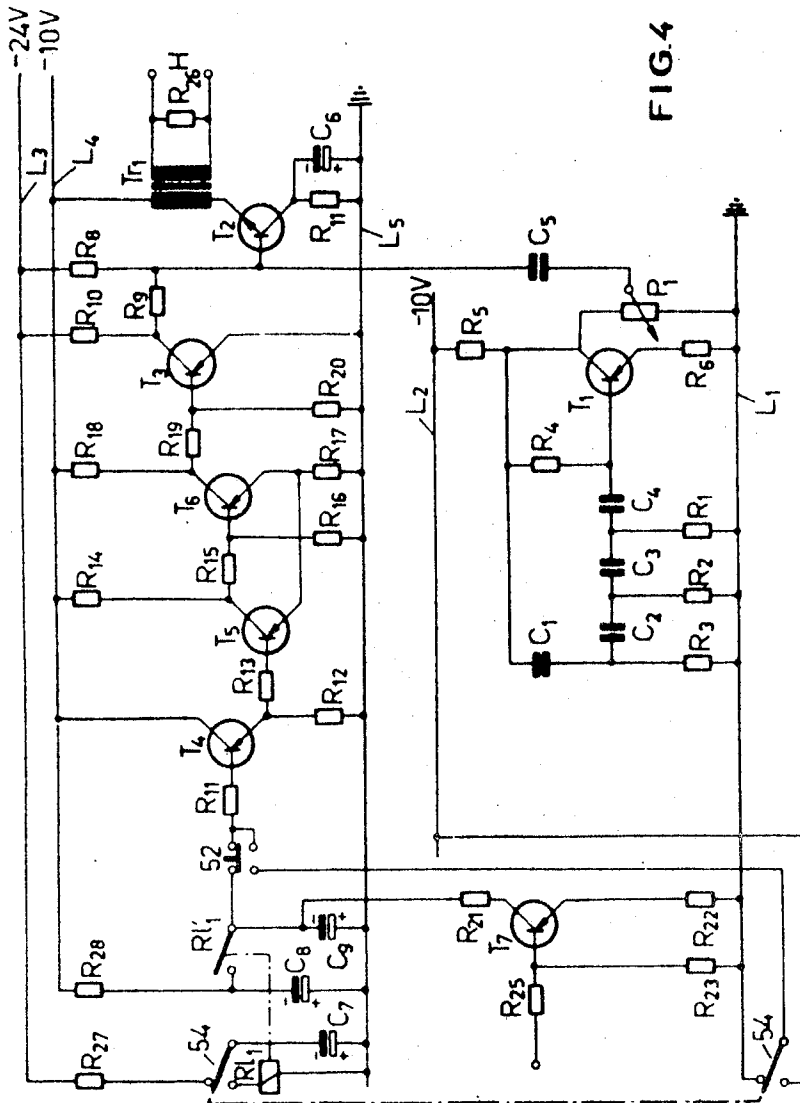 -24V
-10V
L3
L4
R26
H
Tr1
R8
R10
R9
T2
C6
R11
L5
FIG.4
T3
R18
R19
R20
T6
R17
R14
R15
R16
T5
R13
R12
T4
R11
52
R28
Rl'1
C8
C9
R27
54
Rl1
C7
-10V
L2
R5
C5
P1
T1
R6
L1
R4
C4
R1
C3
R2
C1
C2
R3
R21
T7
R22
R25
R23
54